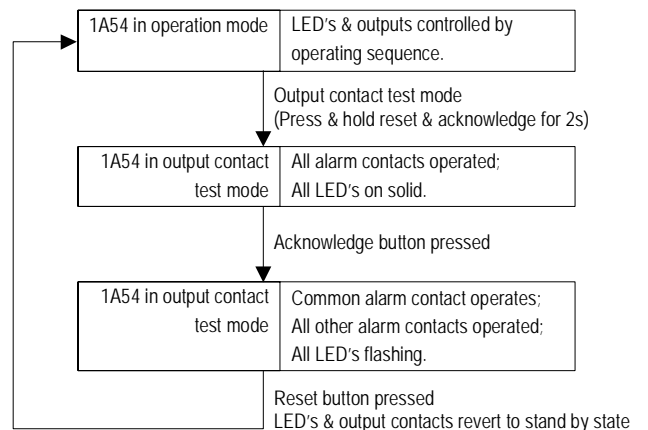 1A54 in operation mode
LED's & outputs controlled by
operating sequence.
Output contact test mode
(Press & hold reset & acknowledge for 2s)
1A54 in output contact
test mode
All alarm contacts operated;
All LED's on solid.
Acknowledge button pressed
1A54 in output contact
test mode
Common alarm contact operates;
All other alarm contacts operated;
All LED's flashing.
Reset button pressed
LED's & output contacts revert to stand by state